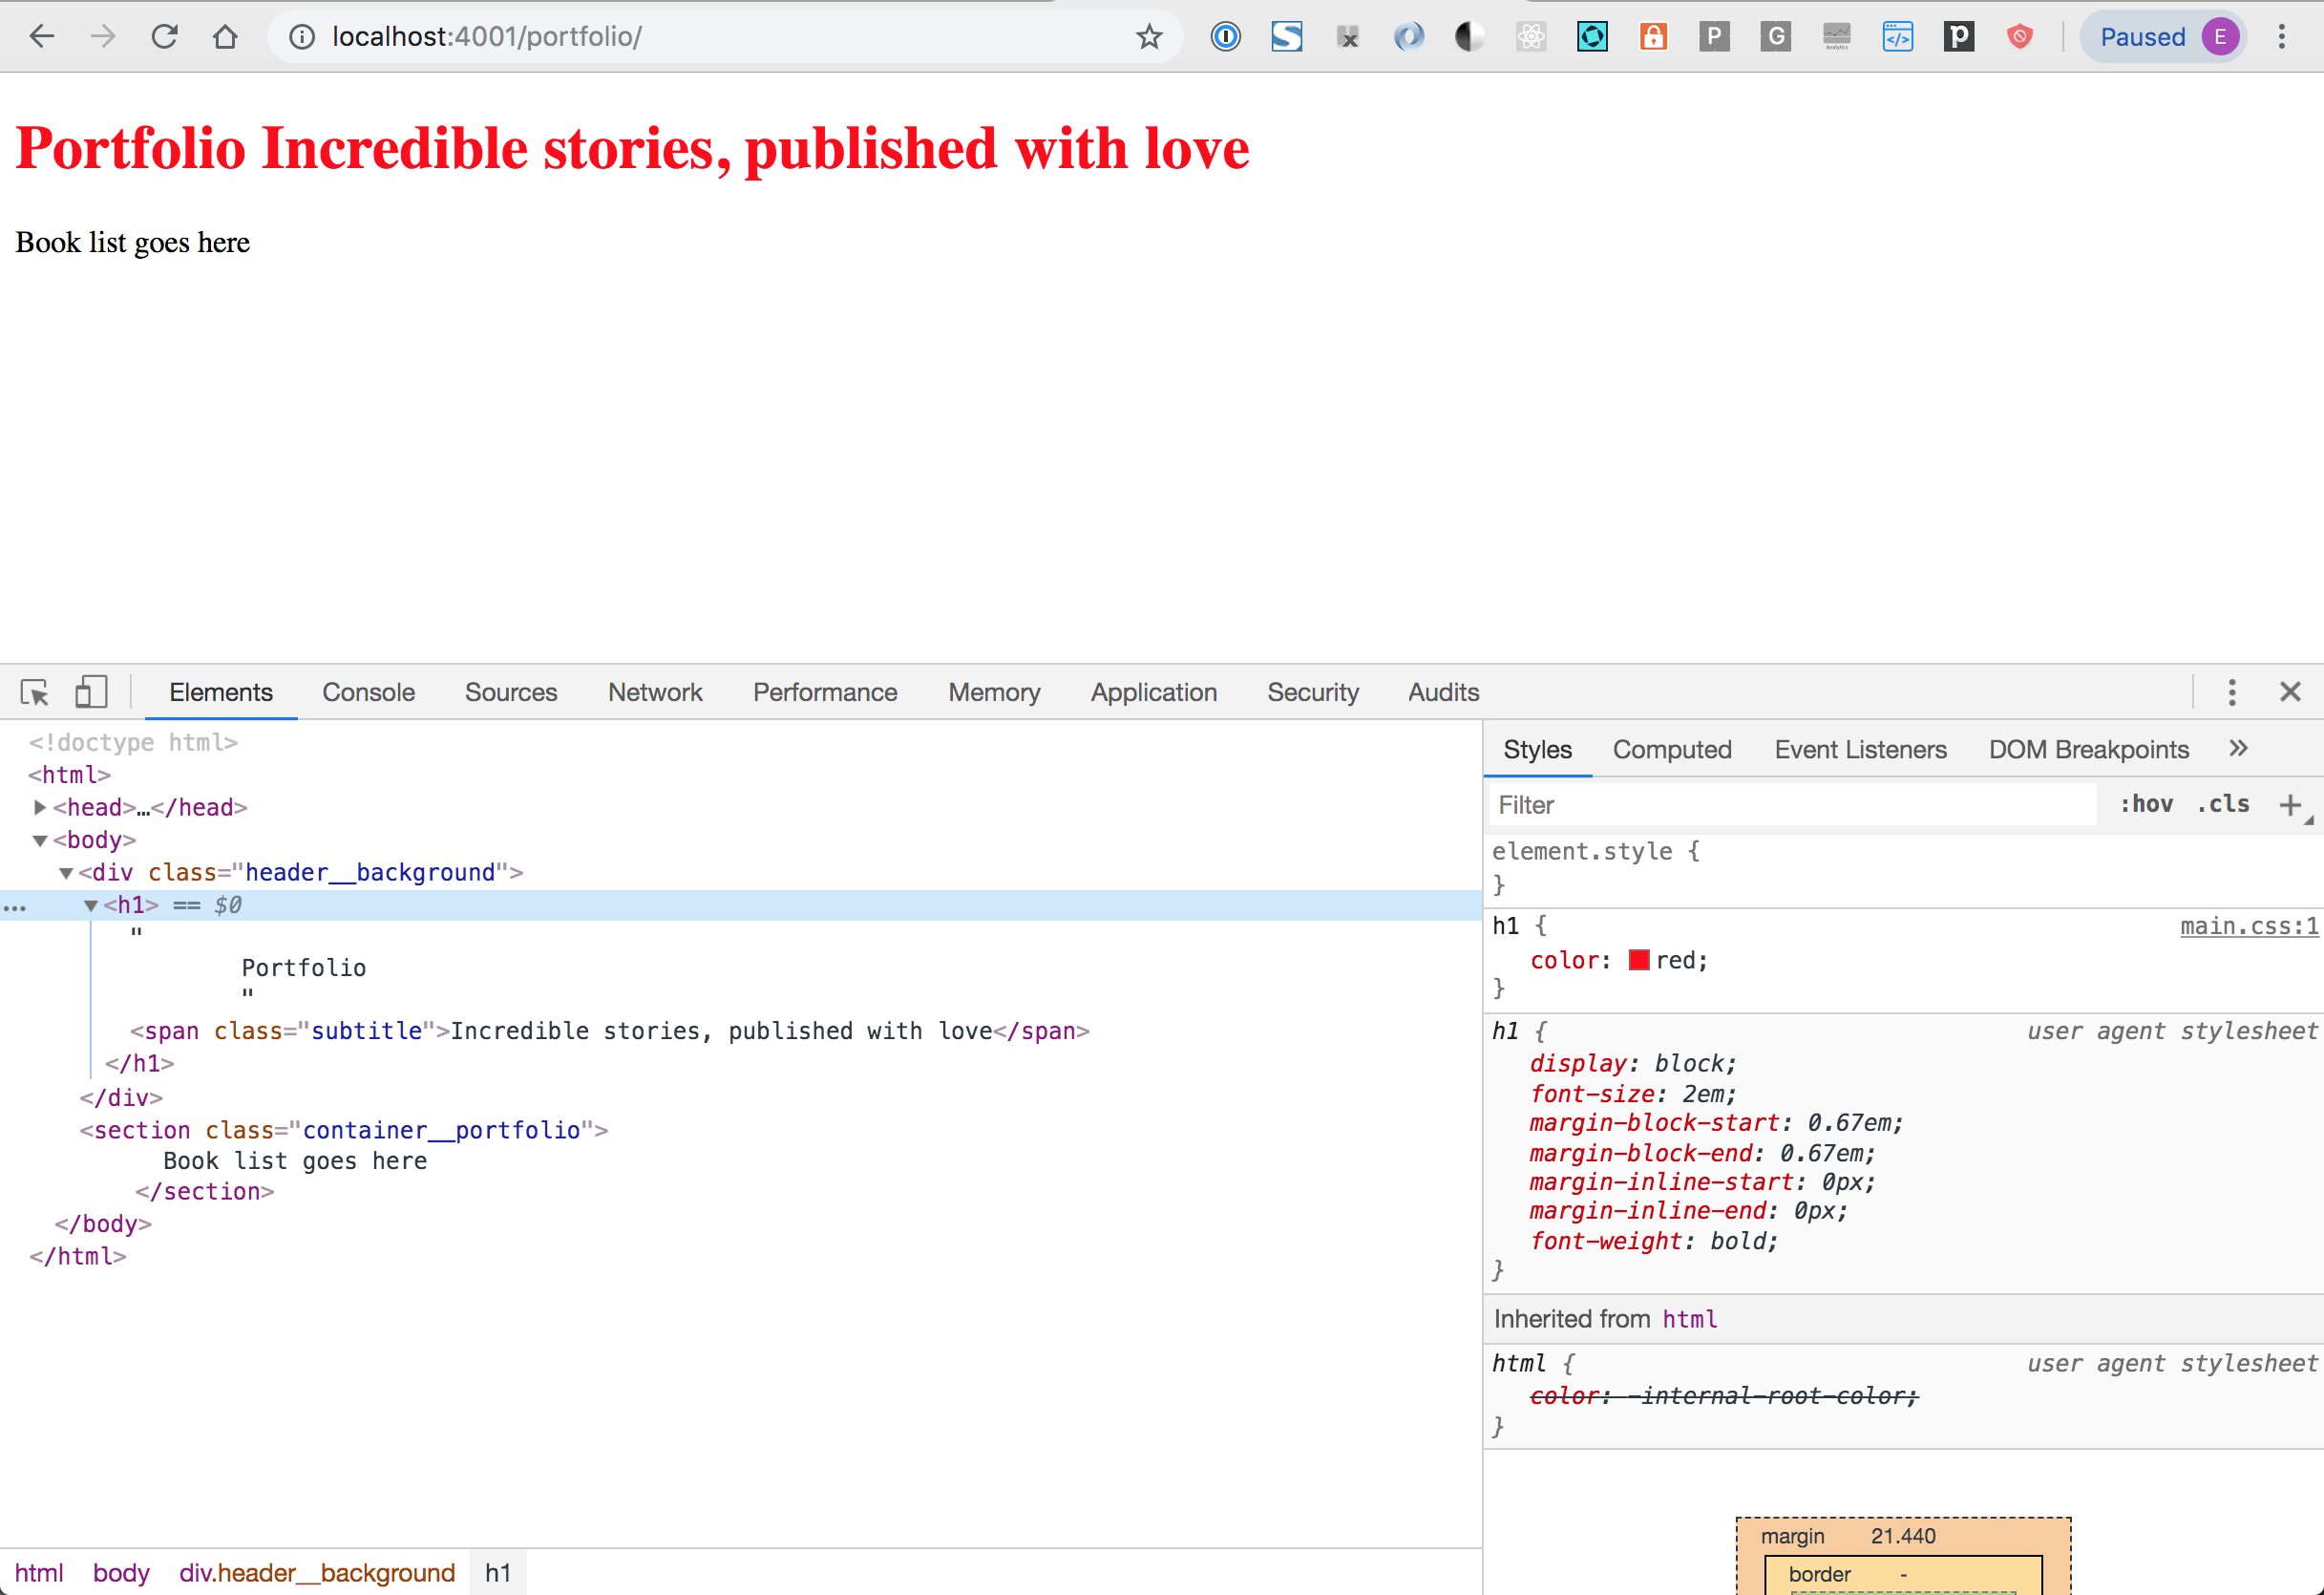 localhost:4001/portfolio/
P
G
Analytics
</>
p
Paused
E
Portfolio Incredible stories, published with love
Book list goes here
Elements
Console
Sources
Network
Performance
Memory
Application
Security
Audits
<!doctype html>
<html>
<head>…</head>
<body>
<div class="header__background">
… <h1> == $0
"
Portfolio
"
<span class="subtitle">Incredible stories, published with love</span>
</h1>
</div>
<section class="container__portfolio">
Book list goes here
</section>
</body>
</html>
html body div.header__background h1
Styles
Computed
Event Listeners
DOM Breakpoints
»
Filter
:hov .cls +
element.style {
}
h1 { main.css:1
color: red;
}
h1 { user agent stylesheet
display: block;
font-size: 2em;
margin-block-start: 0.67em;
margin-block-end: 0.67em;
margin-inline-start: 0px;
margin-inline-end: 0px;
font-weight: bold;
}
Inherited from html
html { user agent stylesheet
color: -internal-root-color;
}
margin 21.440
border -